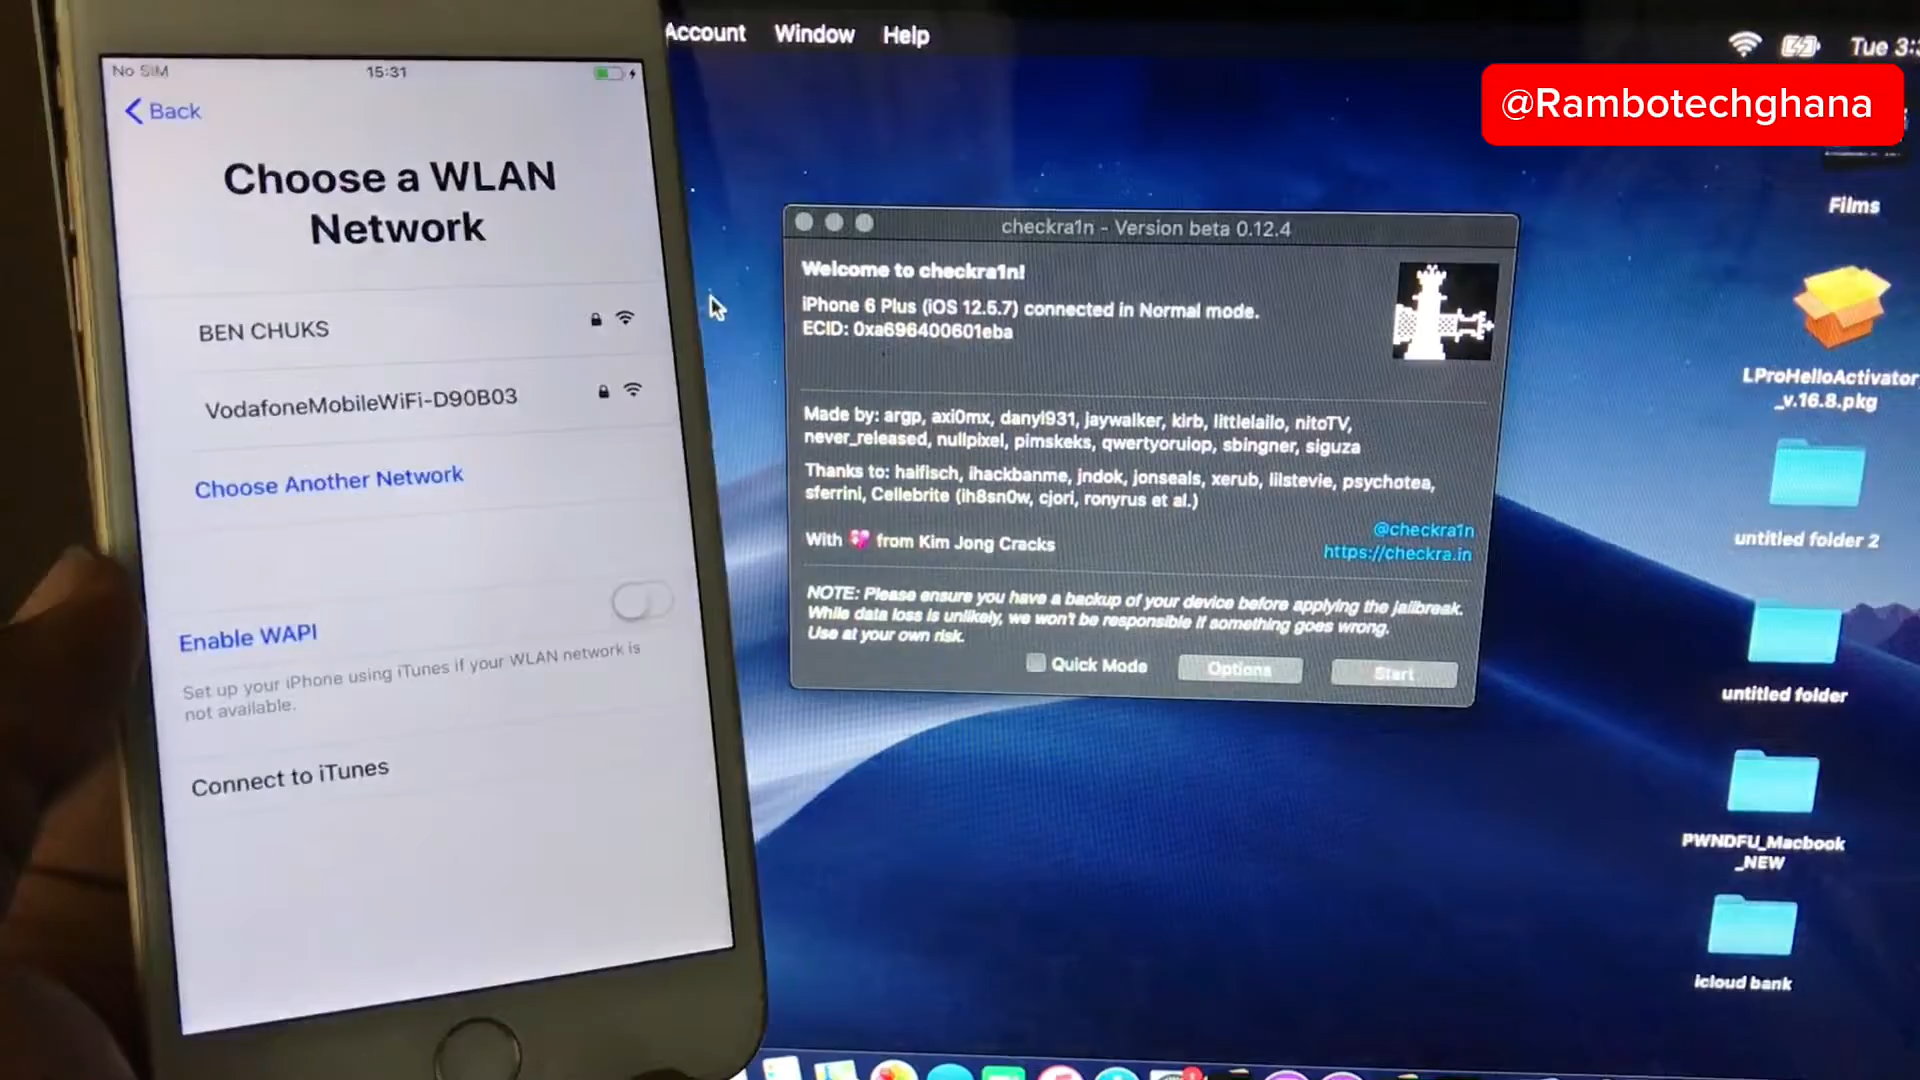 No SIM
15:31
Back
Choose a WLAN
Network
BEN CHUKS
VodafoneMobileWiFi-D90B03
Choose Another Network
Enable WAPI
Set up your iPhone using iTunes if your WLAN network is
not available.
Connect to iTunes
Account Window Help
Tue 3:
@Rambotechghana
checkra1n - Version beta 0.12.4
Welcome to checkra1n!
iPhone 6 Plus (iOS 12.5.7) connected in Normal mode.
ECID: 0xa696400601eba
Made by: argp, axi0mx, danyl931, jaywalker, kirb, littlelailo, nitoTV,
never_released, nullpixel, pimskeks, qwertyoruiop, sbingner, siguza
Thanks to: haifisch, ihackbanme, jndok, jonseals, xerub, lilstevie, psychotea,
sferrini, Cellebrite (ih8sn0w, cjori, ronyrus et al.)
With 💖 from Kim Jong Cracks
@checkra1n
https://checkra.in
NOTE: Please ensure you have a backup of your device before applying the jailbreak.
While data loss is unlikely, we won't be responsible if something goes wrong.
Use at your own risk.
Quick Mode
Options
Start
Films
LProHelloActivator
_v.16.8.pkg
untitled folder 2
untitled folder
PWNDFU_Macbook
_NEW
icloud bank